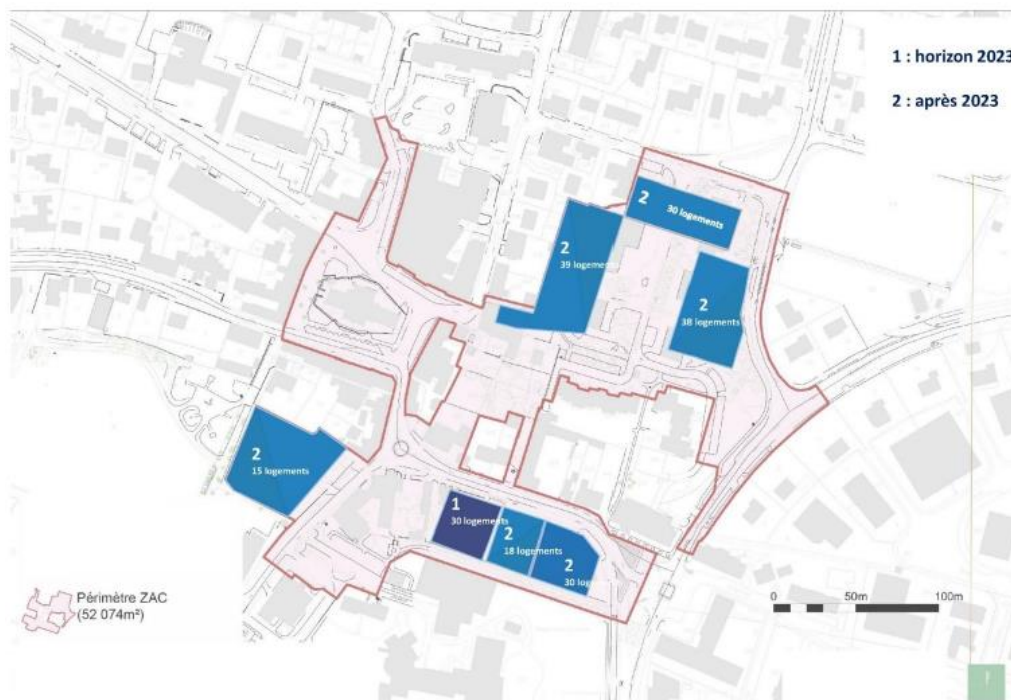 1 : horizon 2023
2 : après 2023
2
30 logements
2
39 logements
2
38 logements
2
15 logements
1
30 logements
2
18 logements
2
30
Périmètre ZAC
(52 074m²)
0 50m 100m